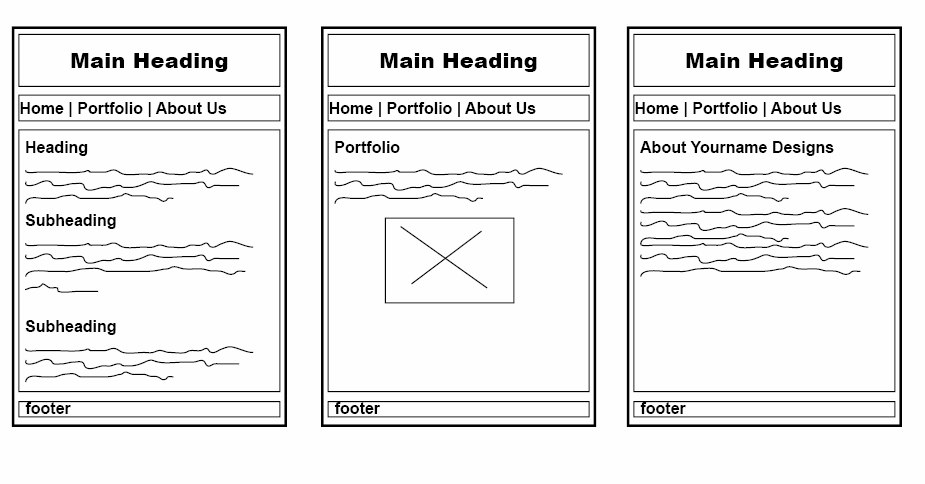 Main Heading
Home | Portfolio | About Us
Heading
Subheading
Subheading
footer
Main Heading
Home | Portfolio | About Us
Portfolio
footer
Main Heading
Home | Portfolio | About Us
About Yourname Designs
footer